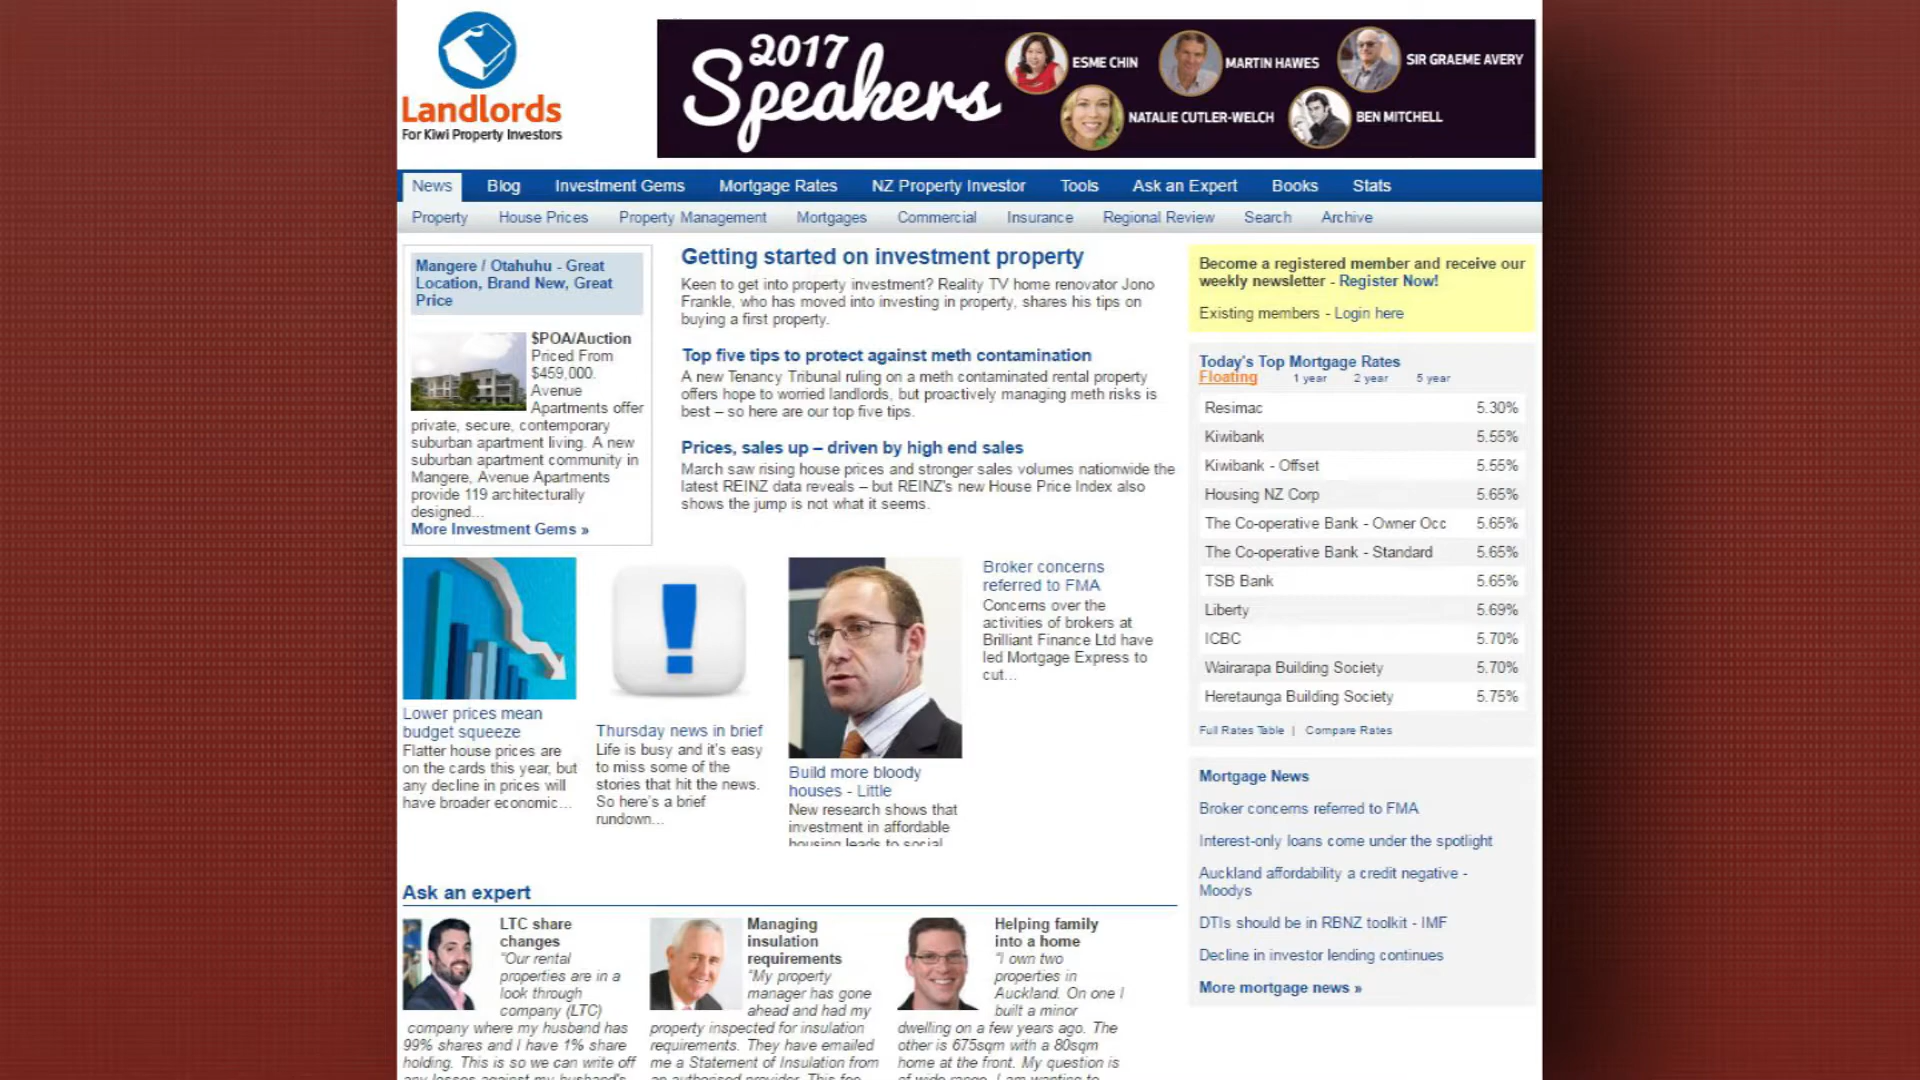 Landlords
For Kiwi Property Investors
2017
Speakers
ESME CHIN
MARTIN HAWES
SIR GRAEME AVERY
NATALIE CUTLER-WELCH
BEN MITCHELL
News Blog Investment Gems Mortgage Rates NZ Property Investor Tools Ask an Expert Books Stats
Property House Prices Property Management Mortgages Commercial Insurance Regional Review Search Archive
Mangere / Otahuhu - Great
Location, Brand New, Great
Price
$POA/Auction
Priced From
$459,000.
Avenue
Apartments offer
private, secure, contemporary
suburban apartment living. A new
suburban apartment community in
Mangere, Avenue Apartments
provide 119 architecturally
designed...
More Investment Gems »
Getting started on investment property
Keen to get into property investment? Reality TV home renovator Jono
Frankle, who has moved into investing in property, shares his tips on
buying a first property.
Top five tips to protect against meth contamination
A new Tenancy Tribunal ruling on a meth contaminated rental property
offers hope to worried landlords, but proactively managing meth risks is
best – so here are our top five tips.
Prices, sales up – driven by high end sales
March saw rising house prices and stronger sales volumes nationwide the
latest REINZ data reveals – but REINZ's new House Price Index also
shows the jump is not what it seems.
Lower prices mean
budget squeeze
Flatter house prices are
on the cards this year, but
any decline in prices will
have broader economic...
Thursday news in brief
Life is busy and it's easy
to miss some of the
stories that hit the news.
So here's a brief
rundown...
Build more bloody
houses - Little
New research shows that
investment in affordable
housing leads to social
Broker concerns
referred to FMA
Concerns over the
activities of brokers at
Brilliant Finance Ltd have
led Mortgage Express to
cut...
Become a registered member and receive our
weekly newsletter - Register Now!
Existing members - Login here
Today's Top Mortgage Rates
Floating 1 year 2 year 5 year
Resimac 5.30%
Kiwibank 5.55%
Kiwibank - Offset 5.55%
Housing NZ Corp 5.65%
The Co-operative Bank - Owner Occ 5.65%
The Co-operative Bank - Standard 5.65%
TSB Bank 5.65%
Liberty 5.69%
ICBC 5.70%
Wairarapa Building Society 5.70%
Heretaunga Building Society 5.75%
Full Rates Table | Compare Rates
Mortgage News
Broker concerns referred to FMA
Interest-only loans come under the spotlight
Auckland affordability a credit negative -
Moodys
DTIs should be in RBNZ toolkit - IMF
Decline in investor lending continues
More mortgage news »
Ask an expert
LTC share
changes
"Our rental
properties are in a
look through
company (LTC)
company where my husband has
99% shares and I have 1% share
holding. This is so we can write off
any losses against my husband's
Managing
insulation
requirements
"My property
manager has gone
ahead and had my
property inspected for insulation
requirements. They have emailed
me a Statement of Insulation from
an authorised provider. This fee
Helping family
into a home
"I own two
properties in
Auckland. On one I
built a minor
dwelling on a few years ago. The
other is 675sqm with a 80sqm
home at the front. My question is
of wide range. I am wanting to